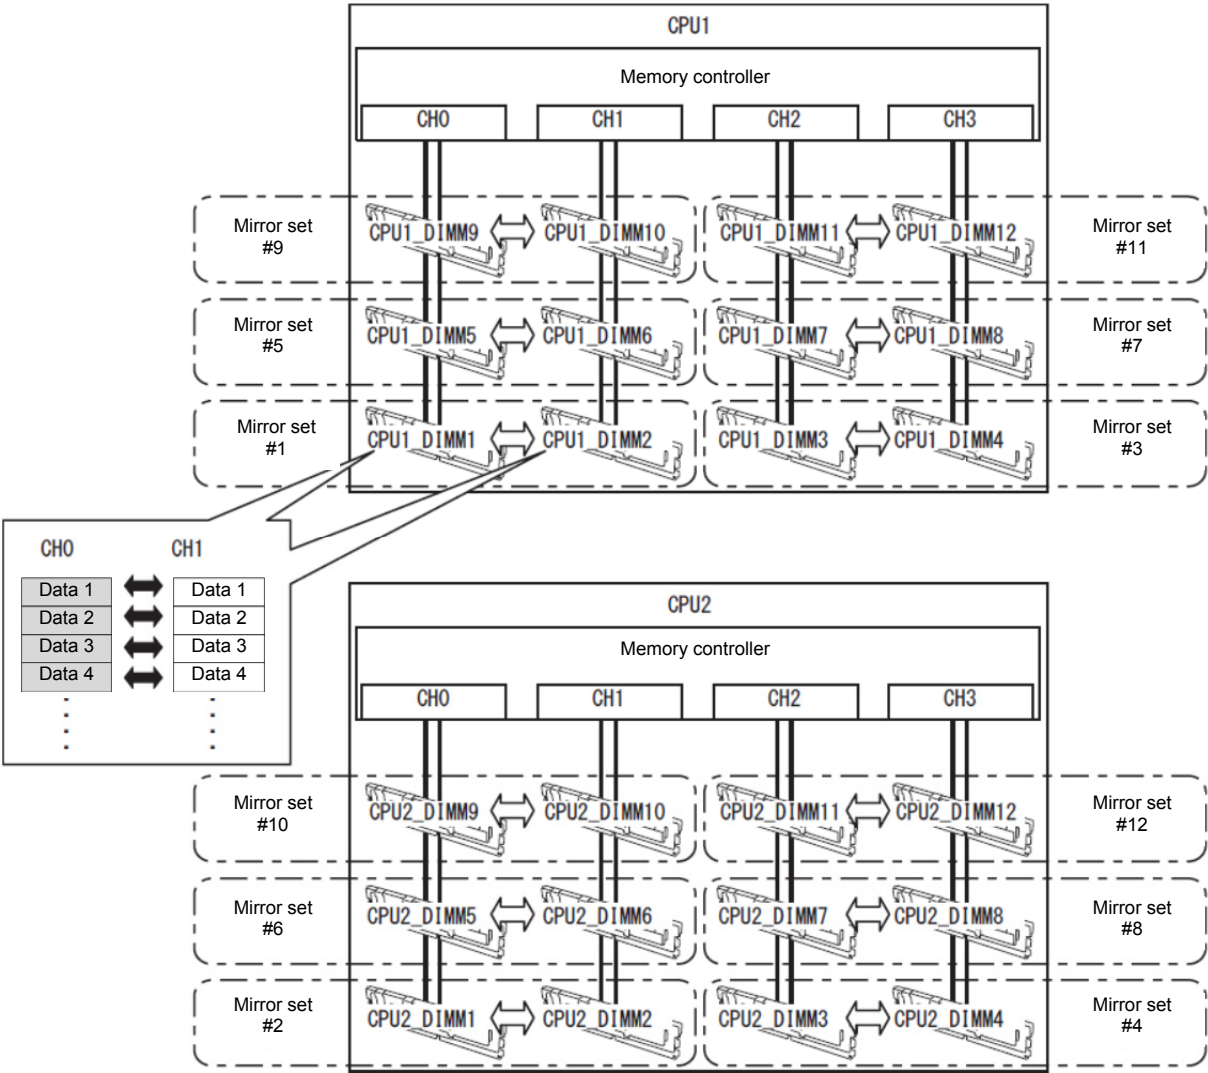 CPU1
Memory controller
CH0 CH1 CH2 CH3
Mirror set
#9
CPU1_DIMM9 CPU1_DIMM10 CPU1_DIMM11 CPU1_DIMM12
Mirror set
#11
Mirror set
#5
CPU1_DIMM5 CPU1_DIMM6 CPU1_DIMM7 CPU1_DIMM8
Mirror set
#7
Mirror set
#1
CPU1_DIMM1 CPU1_DIMM2 CPU1_DIMM3 CPU1_DIMM4
Mirror set
#3
CH0 CH1
Data 1 Data 1
Data 2 Data 2
Data 3 Data 3
Data 4 Data 4
CPU2
Memory controller
CH0 CH1 CH2 CH3
Mirror set
#10
CPU2_DIMM9 CPU2_DIMM10 CPU2_DIMM11 CPU2_DIMM12
Mirror set
#12
Mirror set
#6
CPU2_DIMM5 CPU2_DIMM6 CPU2_DIMM7 CPU2_DIMM8
Mirror set
#8
Mirror set
#2
CPU2_DIMM1 CPU2_DIMM2 CPU2_DIMM3 CPU2_DIMM4
Mirror set
#4